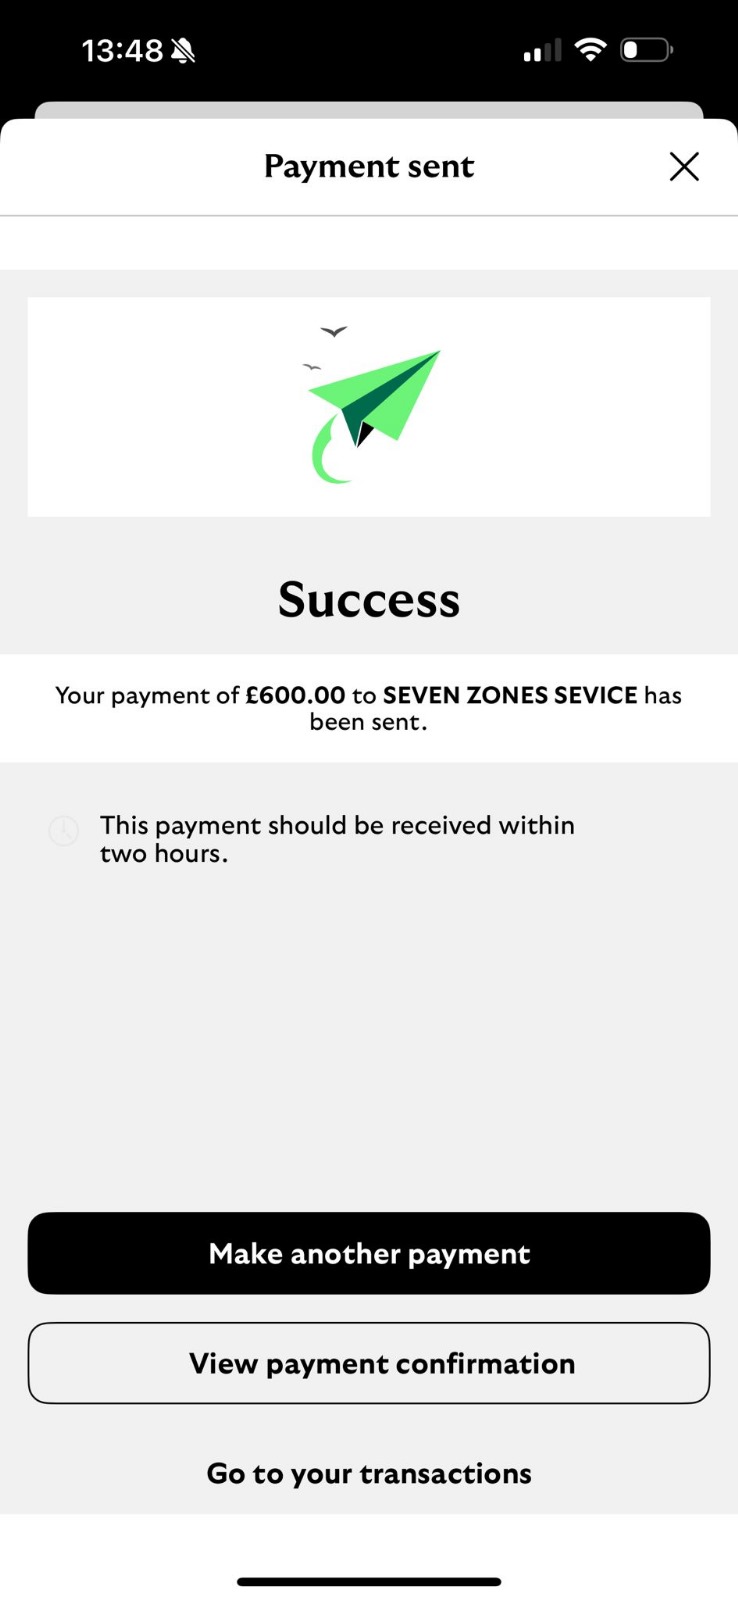 13:48
Payment sent
Success
Your payment of £600.00 to SEVEN ZONES SEVICE has
been sent.
This payment should be received within
two hours.
Make another payment
View payment confirmation
Go to your transactions